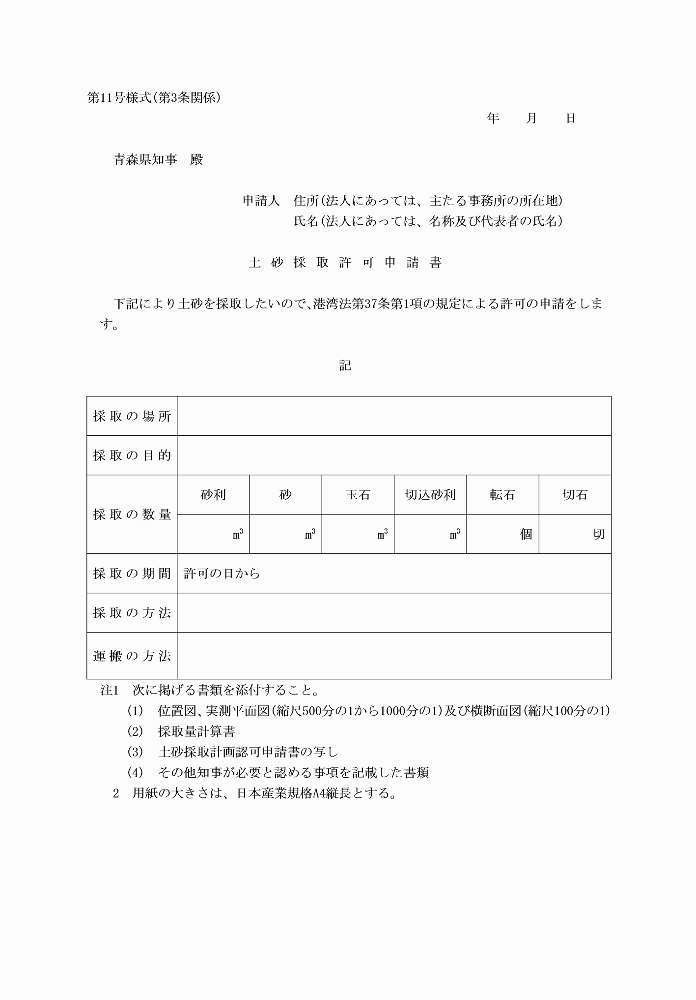 第11号様式(第3条関係)
年　　月　　日
青森県知事　殿
申請人　住所(法人にあっては、主たる事務所の所在地)
氏名(法人にあっては、名称及び代表者の氏名)
土砂採取許可申請書
下記により土砂を採取したいので、港湾法第37条第1項の規定による許可の申請をしま
す。
記
採取の場所
採取の目的
採取の数量　砂利　砂　玉石　切込砂利　転石　切石
m³　m³　m³　m³　個　切
採取の期間　許可の日から
採取の方法
運搬の方法
注1　次に掲げる書類を添付すること。
(1)　位置図、実測平面図(縮尺500分の1から1000分の1)及び横断面図(縮尺100分の1)
(2)　採取量計算書
(3)　土砂採取計画認可申請書の写し
(4)　その他知事が必要と認める事項を記載した書類
2　用紙の大きさは、日本産業規格A4縦長とする。